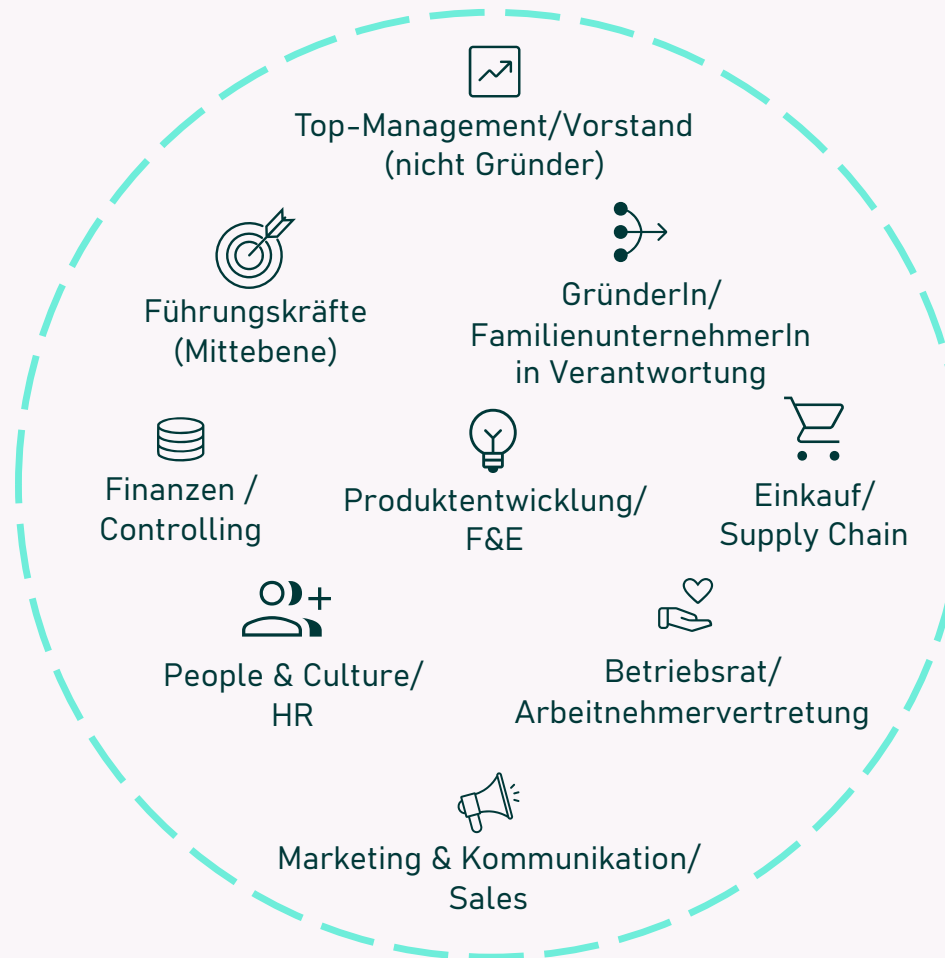 Top-Management/Vorstand
(nicht Gründer)
Führungskräfte
(Mittebene)
GründerIn/
FamilienunternehmerIn
in Verantwortung
Finanzen /
Controlling
Produktentwicklung/
F&E
Einkauf/
Supply Chain
People & Culture/
HR
Betriebsrat/
Arbeitnehmervertretung
Marketing & Kommunikation/
Sales